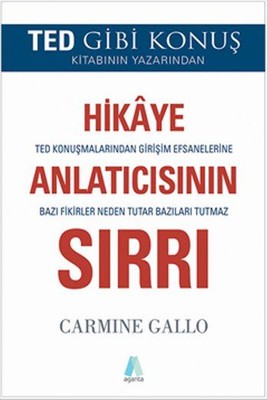 TED GİBİ KONUŞ
KİTABININ YAZARINDAN
HİKÂYE
TED KONUŞMALARINDAN GİRİŞİM EFSANELERİNE
ANLATICISININ
BAZI FİKİRLER NEDEN TUTAR BAZILARI TUTMAZ
SIRRI
CARMINE GALLO
aganta